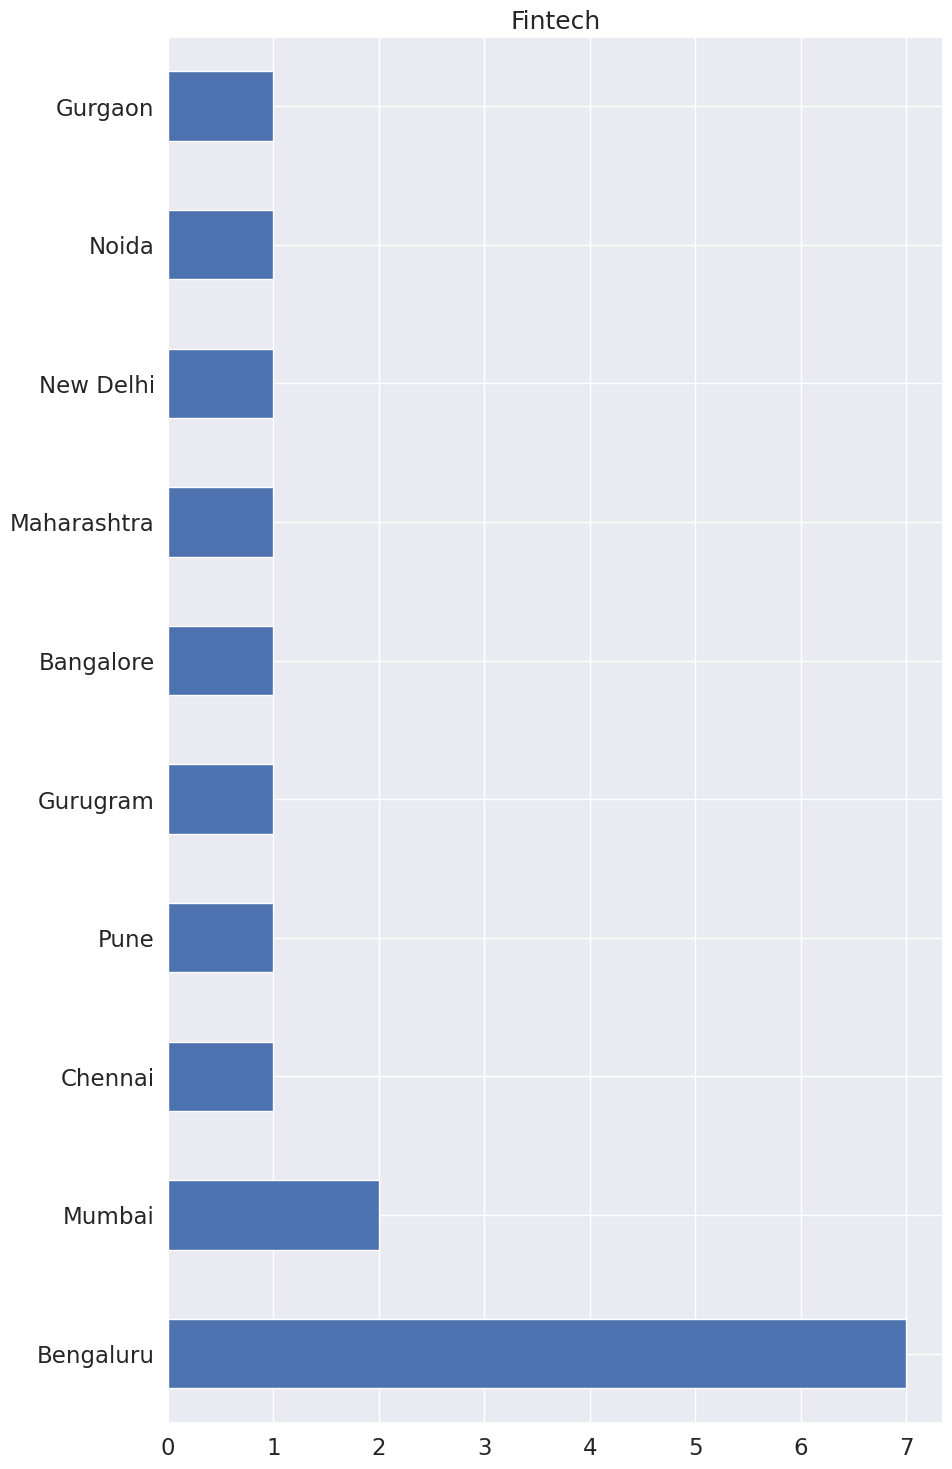 Fintech
Gurgaon
Noida
New Delhi
Maharashtra
Bangalore
Gurugram
Pune
Chennai
Mumbai
Bengaluru
0 1 2 3 4 5 6 7